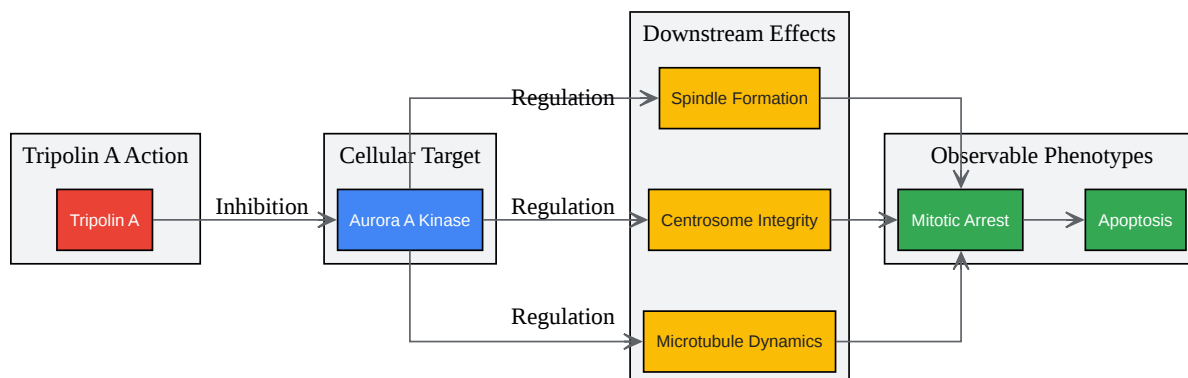 Downstream Effects
Regulation
Spindle Formation
Tripolin A Action
Cellular Target
Observable Phenotypes
Tripolin A
Inhibition
Aurora A Kinase
Regulation
Centrosome Integrity
Mitotic Arrest
Apoptosis
Regulation
Microtubule Dynamics